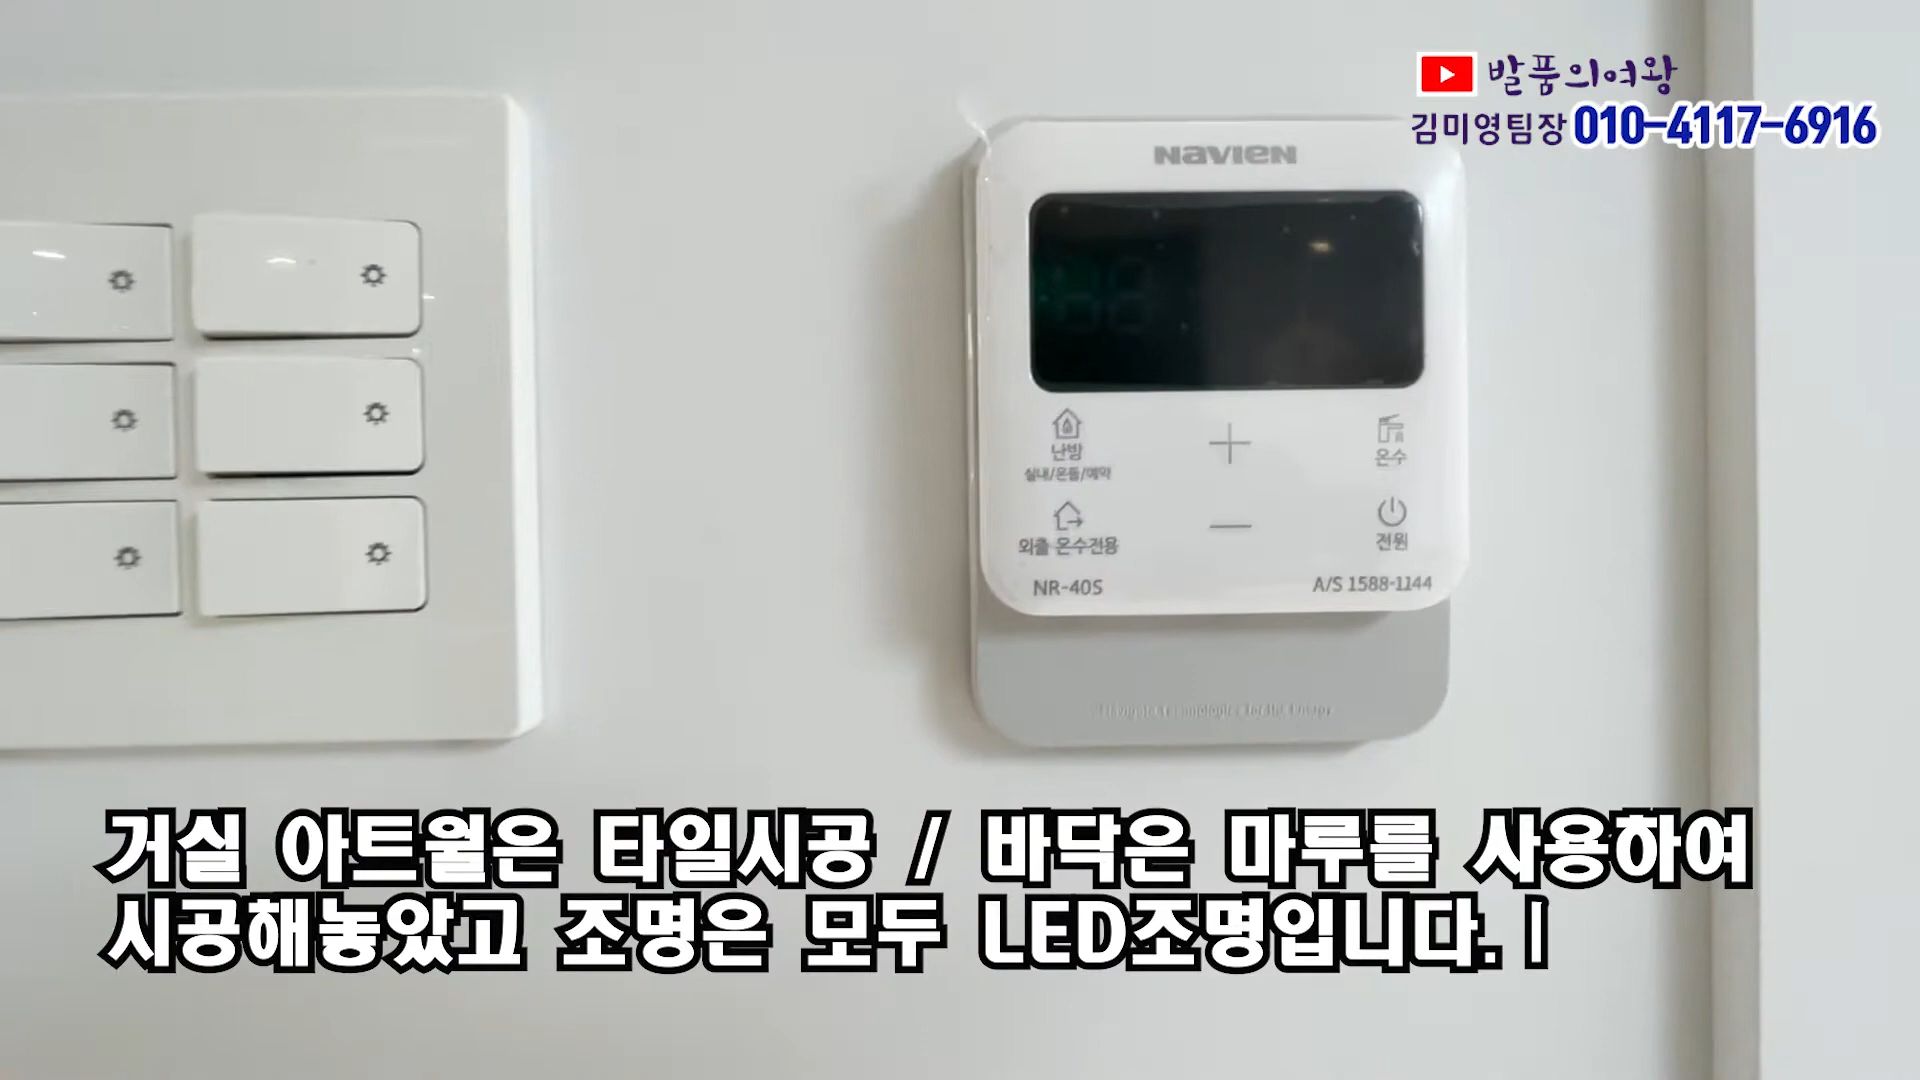 발품의여왕
김미영팀장 010-4117-6916
NAVIEN
난방
실내/온돌/예약
온수
외출 온수전용
전원
NR-40S
A/S 1588-1144
거실 아트월은 타일시공 / 바닥은 마루를 사용하여
시공해놓았고 조명은 모두 LED조명입니다.